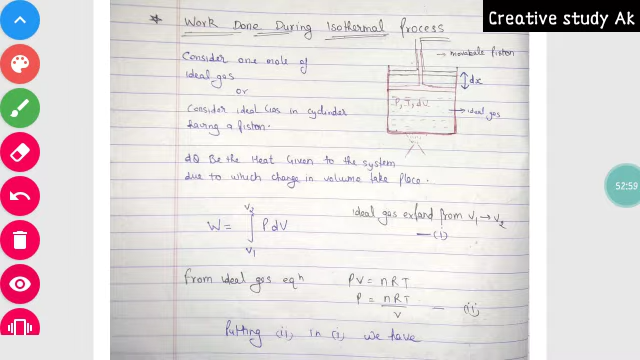 Creative study Ak
* Work Done During Isothermal Process
movabale piston
Consider one mole of
ideal gas
dx
or
P, T, dV
ideal gas
Consider ideal Gas in cylinder
having a piston.
dQ Be the Heat Given to the system
due to which change in volume take place.
52:59
ideal gas expand from V1 → V2
W = ∫ V1 V2 P dV —(i)
from ideal gas eqn PV = nRT
P = nRT / V — (ii)
Putting (ii) in (i) we have